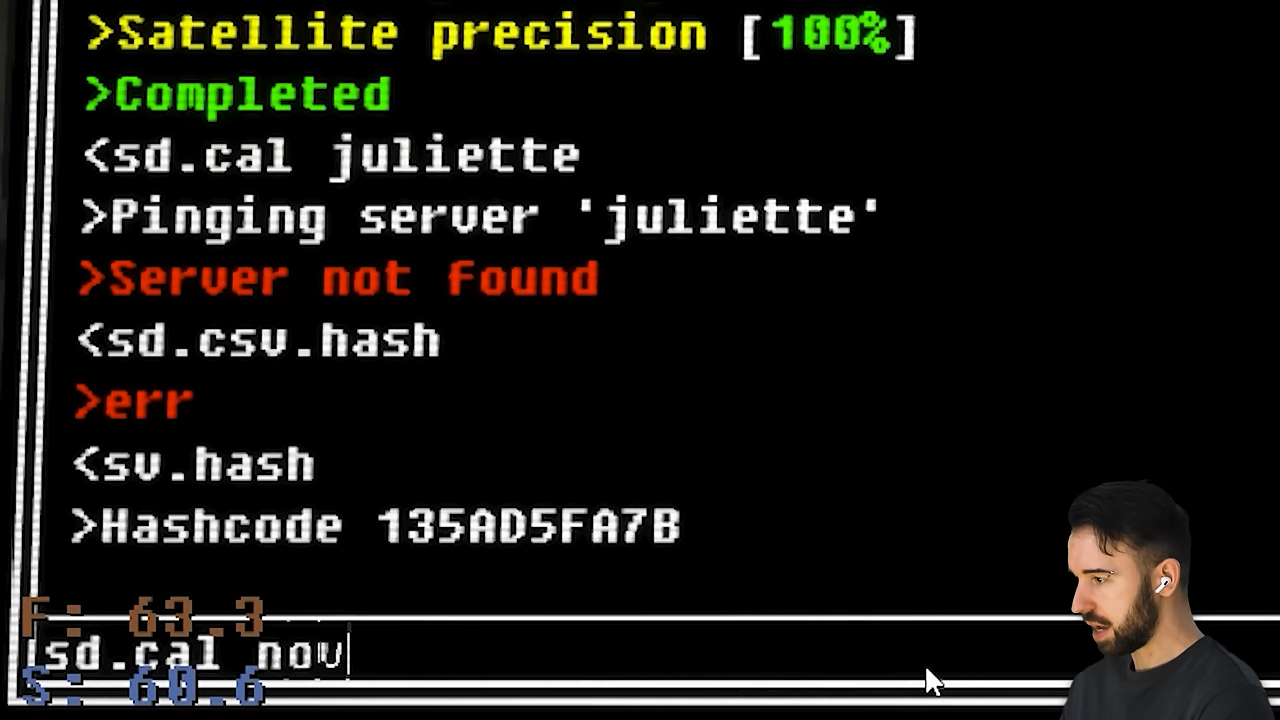 >Satellite precision [100%]
>Completed
<sd.cal juliette
>Pinging server 'juliette'
>Server not found
<sd.csv.hash
>err
<sv.hash
>Hashcode 135AD5FA7B
F: 63.3
sd.cal nov
S: 60.6